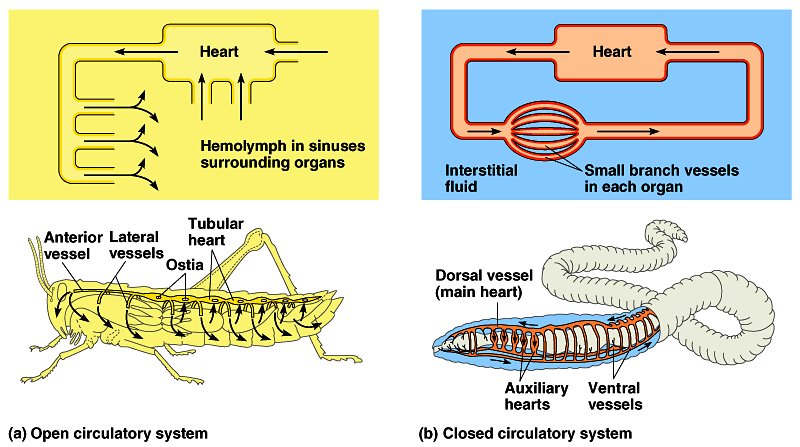 Heart
Hemolymph in sinuses
surrounding organs
Anterior
vessel
Lateral
vessels
Ostia
Tubular
heart
(a) Open circulatory system
Heart
Interstitial
fluid
Small branch vessels
in each organ
Dorsal vessel
(main heart)
Auxiliary
hearts
Ventral
vessels
(b) Closed circulatory system